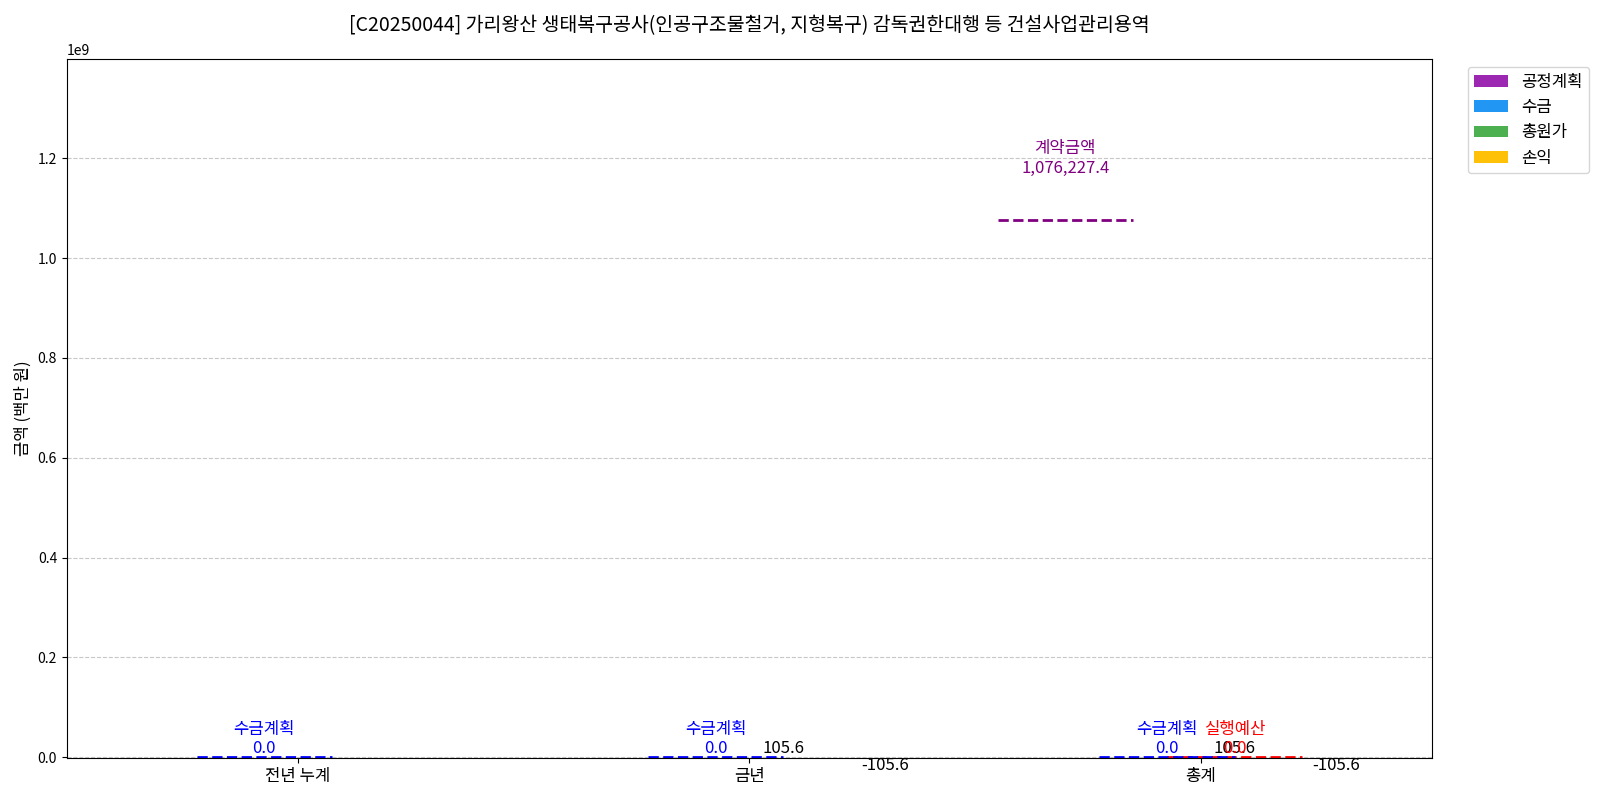 [C20250044] 가리왕산 생태복구공사(인공구조물철거, 지형복구) 감독권한대행 등 건설사업관리용역
1e9
공정계획
수금
총원가
손익
1.2
1.0
0.8
0.6
0.4
0.2
0.0
금액 (백만 원)
계약금액
1,076,227.4
수금계획
0.0
수금계획
0.0
105.6
-105.6
수금계획
0.0
실행예산
0.0
105.6
-105.6
전년 누계
금년
총계